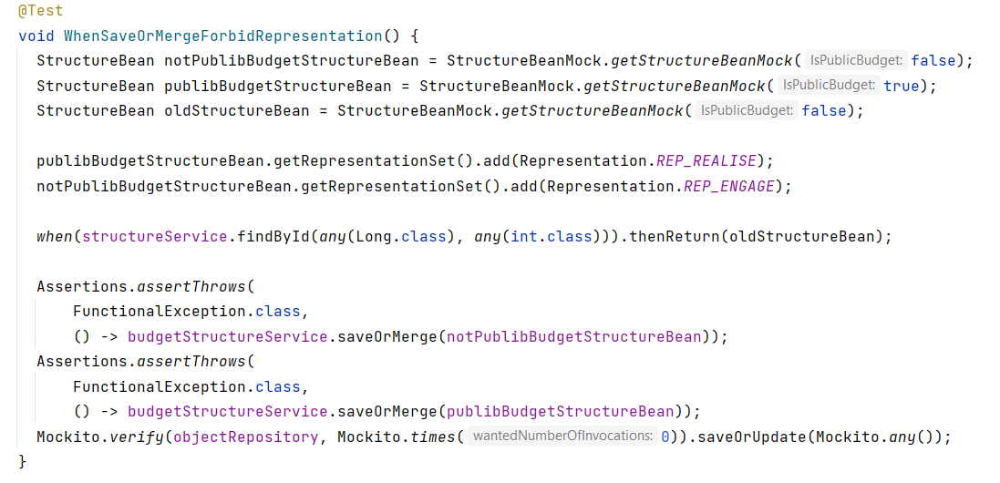 @Test
void WhenSaveOrMergeForbidRepresentation() {
StructureBean notPublibBudgetStructureBean = StructureBeanMock.getStructureBeanMock( IsPublicBudget: false);
StructureBean publibBudgetStructureBean = StructureBeanMock.getStructureBeanMock( IsPublicBudget: true);
StructureBean oldStructureBean = StructureBeanMock.getStructureBeanMock( IsPublicBudget: false);
publibBudgetStructureBean.getRepresentationSet().add(Representation.REP_REALISE);
notPublibBudgetStructureBean.getRepresentationSet().add(Representation.REP_ENGAGE);
when(structureService.findById(any(Long.class), any(int.class))).thenReturn(oldStructureBean);
Assertions.assertThrows(
FunctionalException.class,
() -> budgetStructureService.saveOrMerge(notPublibBudgetStructureBean));
Assertions.assertThrows(
FunctionalException.class,
() -> budgetStructureService.saveOrMerge(publibBudgetStructureBean));
Mockito.verify(objectRepository, Mockito.times( wantedNumberOfInvocations: 0)).saveOrUpdate(Mockito.any());
}